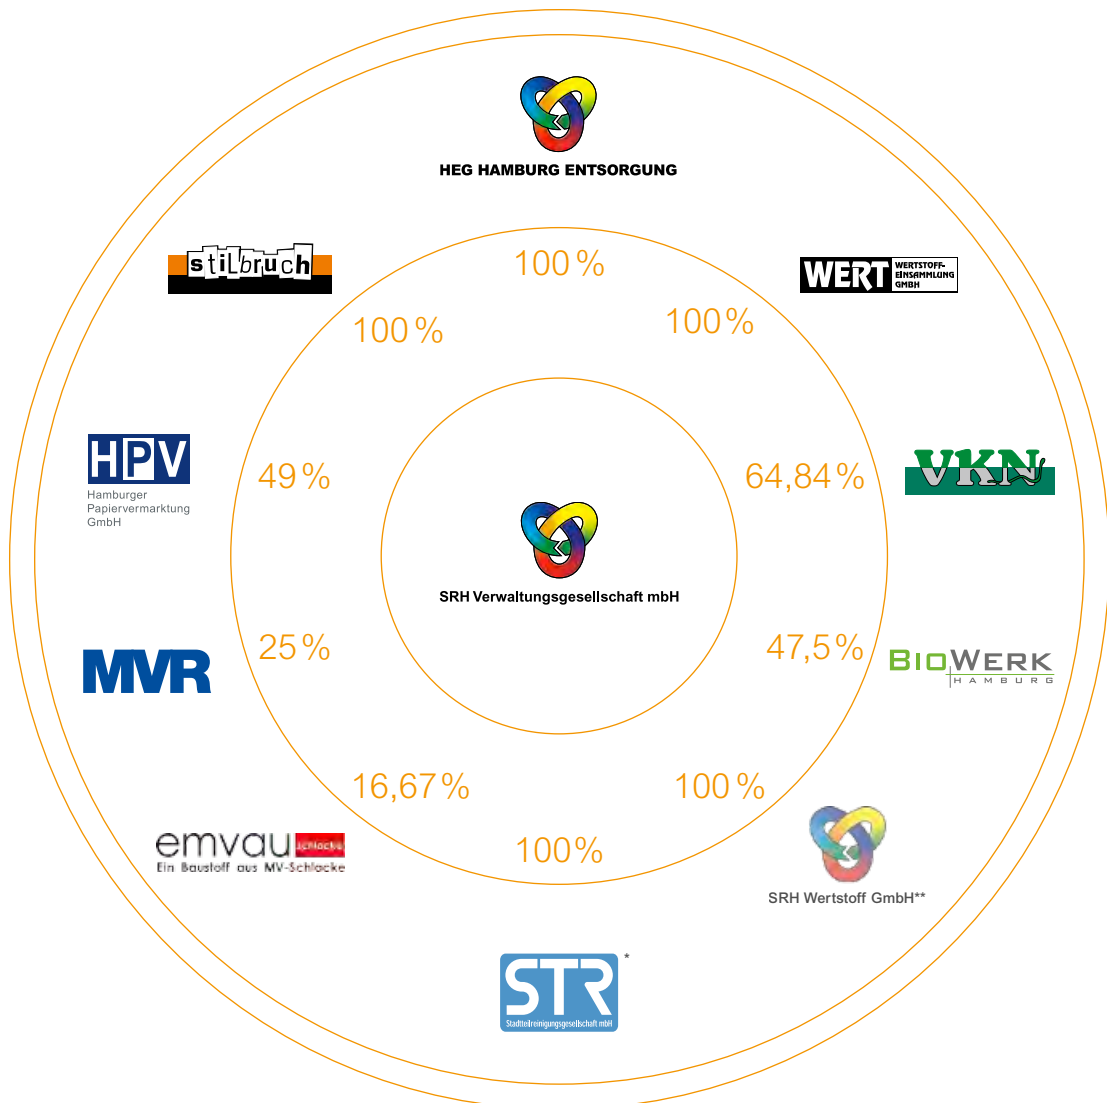 HEG HAMBURG ENTSORGUNG
stilbruch
100 %
WERT
WERTSTOFF-
EINSAMMLUNG
GMBH
100 %
100 %
HPV
Hamburger
Papiervermarktung
GmbH
49 %
64,84 %
VKN
SRH Verwaltungsgesellschaft mbH
MVR
25 %
47,5 %
BIOWERK
HAMBURG
16,67 %
100 %
emvau schlacke
Ein Baustoff aus MV-Schlacke
100 %
SRH Wertstoff GmbH**
STR *
Stadtteilreinigungsgesellschaft mbH